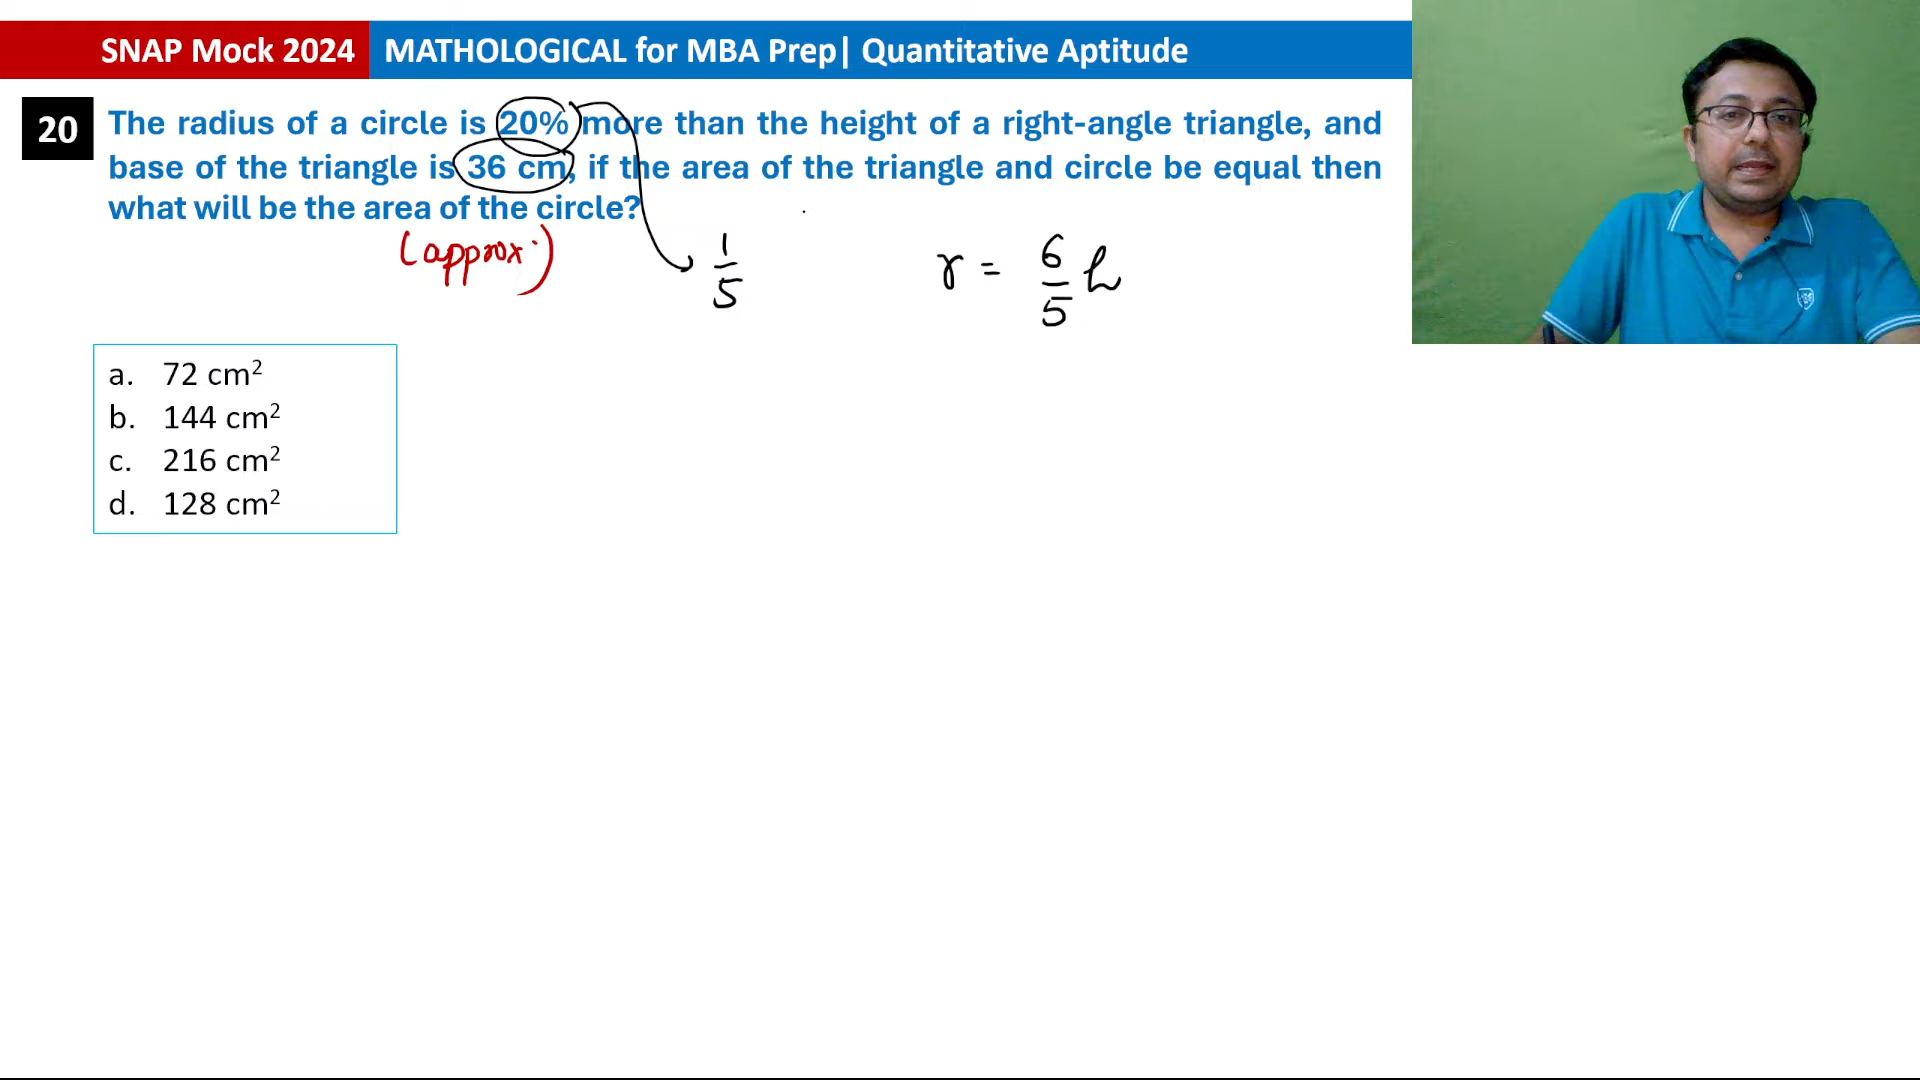 SNAP Mock 2024 MATHOLOGICAL for MBA Prep| Quantitative Aptitude
20 The radius of a circle is 20% more than the height of a right-angle triangle, and
base of the triangle is 36 cm, if the area of the triangle and circle be equal then
what will be the area of the circle?
(approx.) 1/5 r = 6/5 h
a. 72 cm²
b. 144 cm²
c. 216 cm²
d. 128 cm²